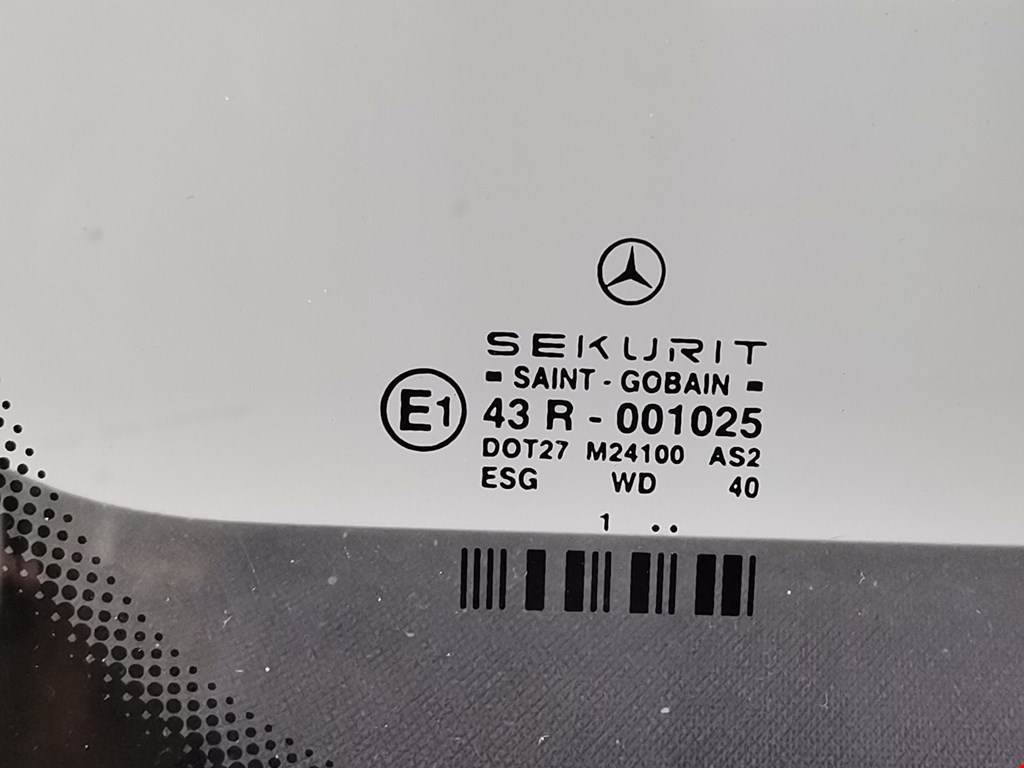 SEKURIT
SAINT - GOBAIN
E1 43 R - 001025
DOT27 M24100 AS2
ESG WD 40
1 ..